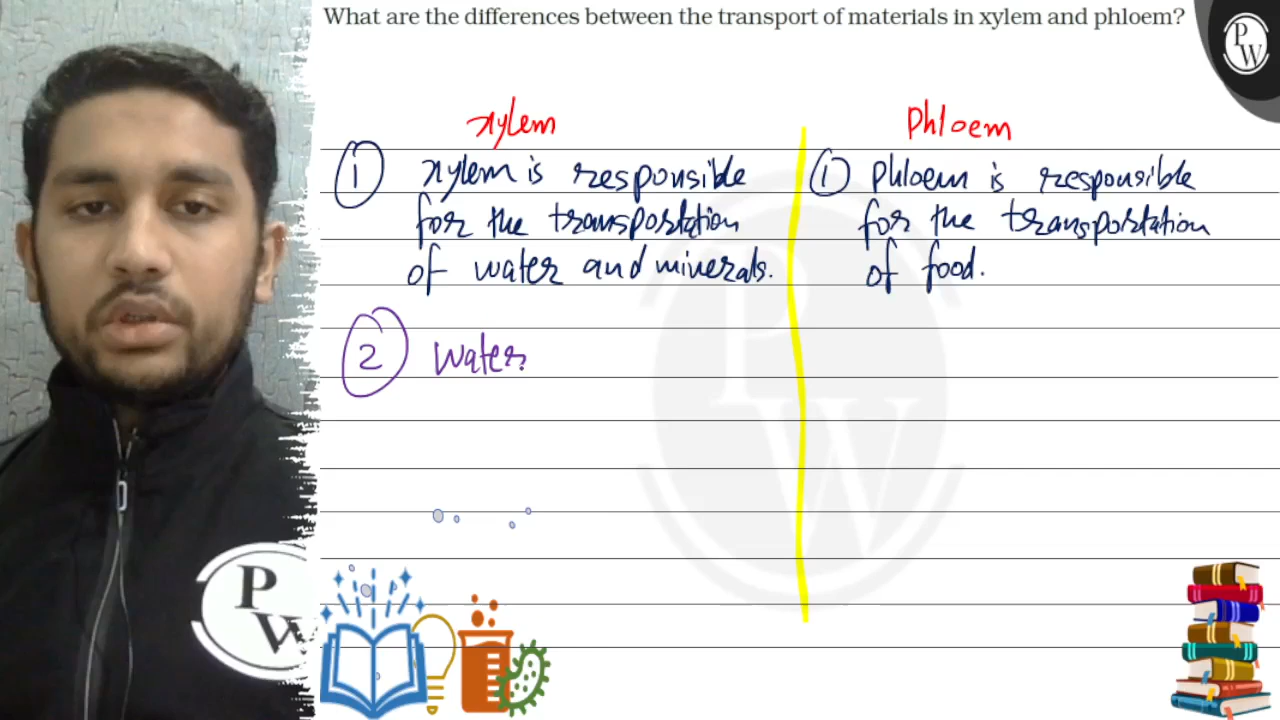 What are the differences between the transport of materials in xylem and phloem?
P
W
xylem
① xylem is responsible
for the transportation
of water and minerals.
② Water
Phloem
① Phloem is responsible
for the transportation
of food.
P
W
P
W